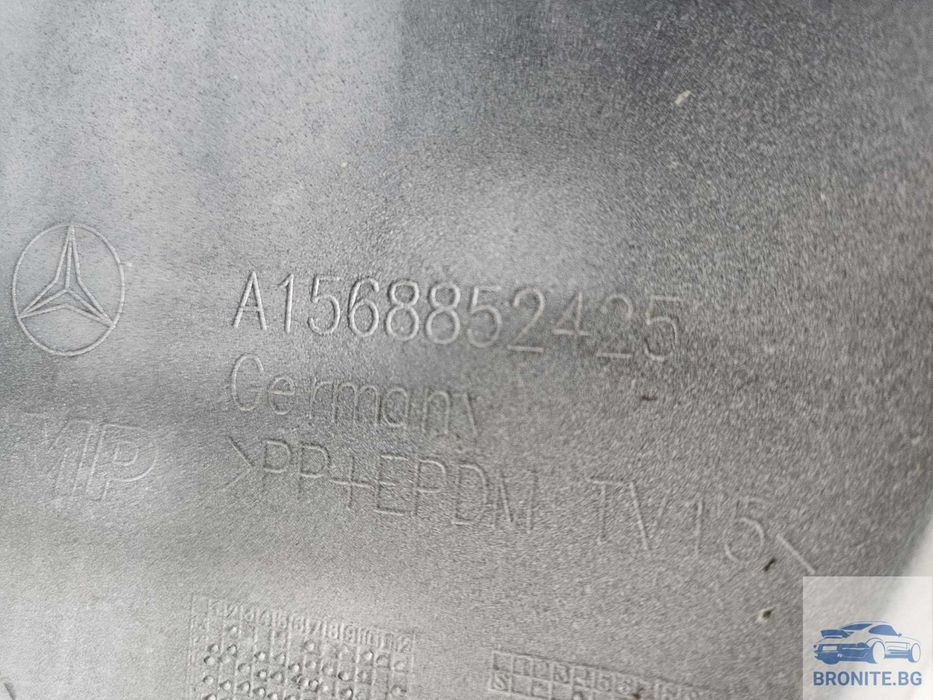 A1568852425
Germany
>PP+EPDM TV15<
BRONITE.BG